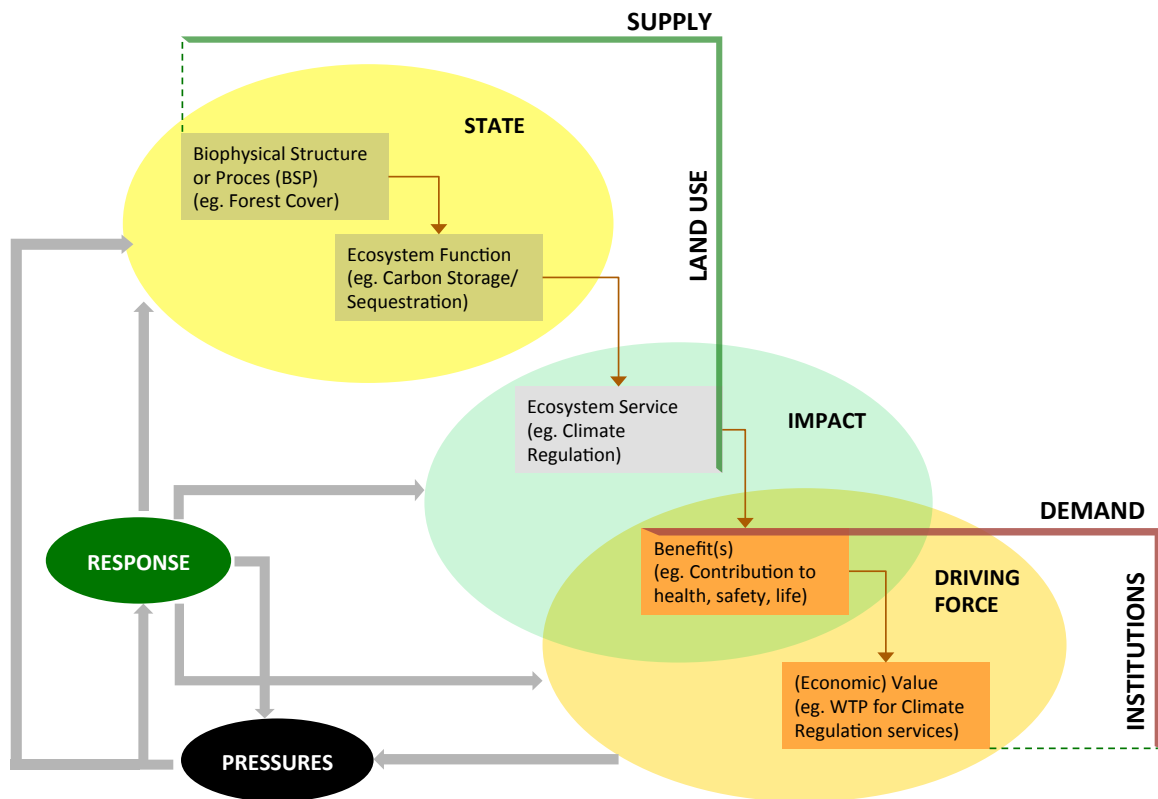 SUPPLY
STATE
Biophysical Structure
or Proces (BSP)
(eg. Forest Cover)
LAND USE
Ecosystem Function
(eg. Carbon Storage/
Sequestration)
Ecosystem Service
(eg. Climate
Regulation)
IMPACT
DEMAND
RESPONSE
Benefit(s)
(eg. Contribution to
health, safety, life)
DRIVING
FORCE
INSTITUTIONS
(Economic) Value
(eg. WTP for Climate
Regulation services)
PRESSURES